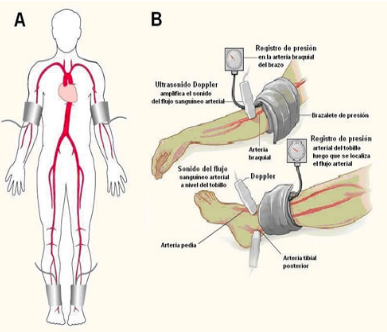 A
B
Registro de presión
en la arteria braquial
del brazo
Ultrasonido Doppler
amplifica el sonido
del flujo sanguíneo arterial
Brazalete de presión
Arteria
braquial
Registro de presión
arterial del tobillo
luego que se localiza
el flujo arterial
Sonido del flujo
sanguíneo arterial
a nivel del tobillo
Doppler
Arteria pedia
Arteria tibial
posterior